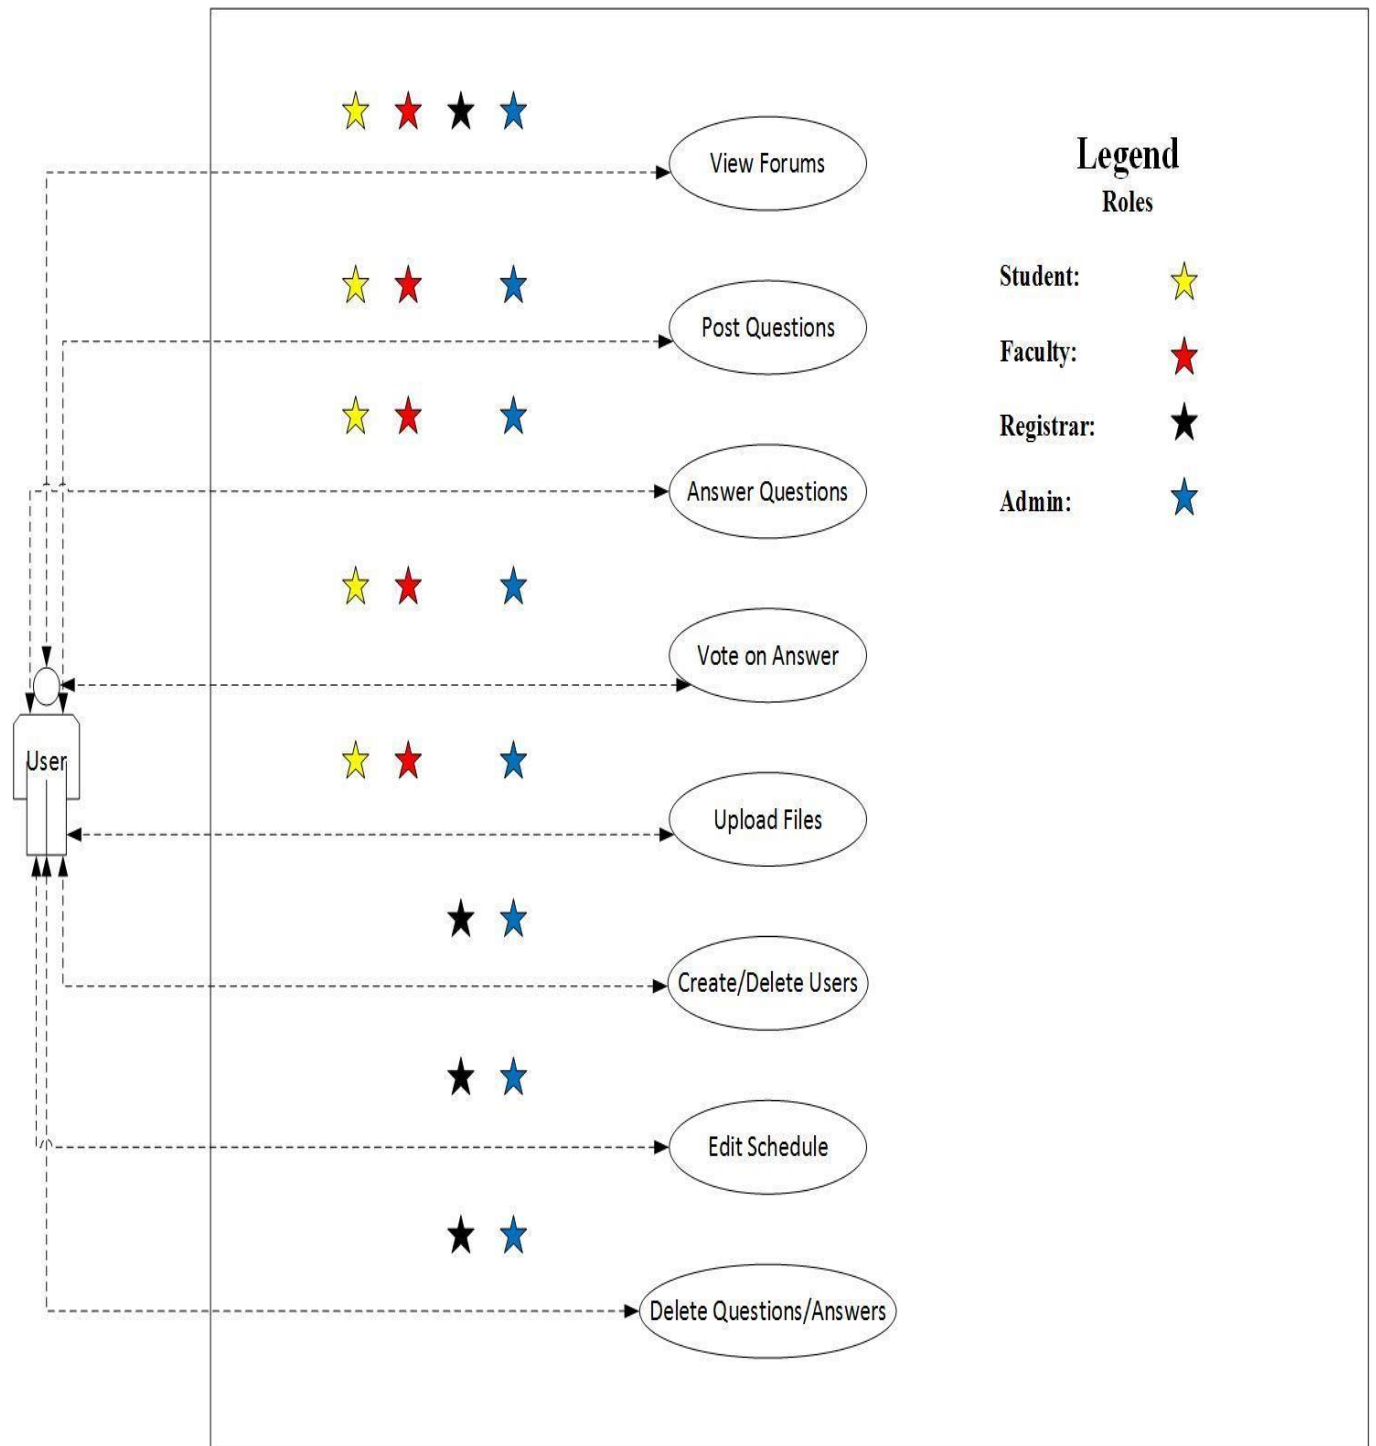 View Forums
Legend
Roles
Student:
Post Questions
Faculty:
Registrar:
Answer Questions
Admin:
Vote on Answer
User
Upload Files
Create/Delete Users
Edit Schedule
Delete Questions/Answers